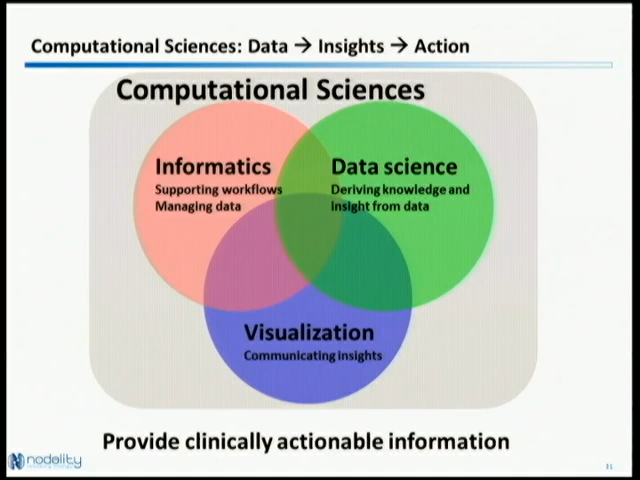 Computational Sciences: Data → Insights → Action
Computational Sciences
Informatics
Supporting workflows
Managing data
Data science
Deriving knowledge and
insight from data
Visualization
Communicating insights
Provide clinically actionable information
nodality